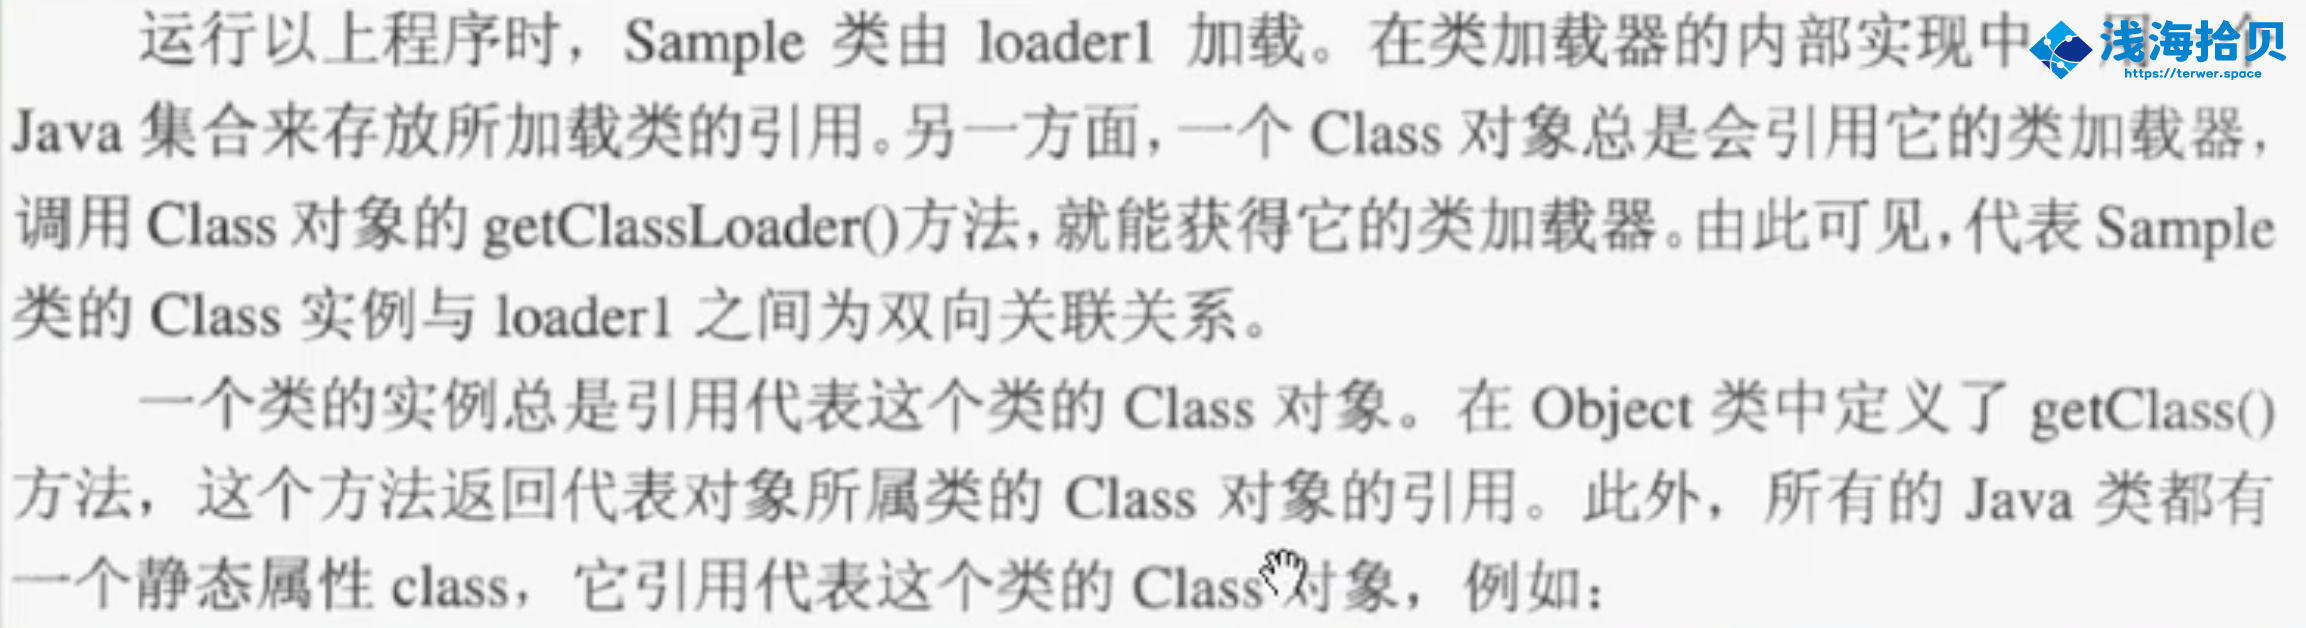 运行以上程序时，Sample 类由 loader1 加载。在类加载器的内部实现中
浅海拾贝
https://terwer.space
Java 集合来存放所加载类的引用。另一方面，一个 Class 对象总是会引用它的类加载器，
调用 Class 对象的 getClassLoader()方法，就能获得它的类加载器。由此可见，代表 Sample
类的 Class 实例与 loader1 之间为双向关联关系。
一个类的实例总是引用代表这个类的 Class 对象。在 Object 类中定义了 getClass()
方法，这个方法返回代表对象所属类的 Class 对象的引用。此外，所有的 Java 类都有
一个静态属性 class，它引用代表这个类的 Class 对象，例如：